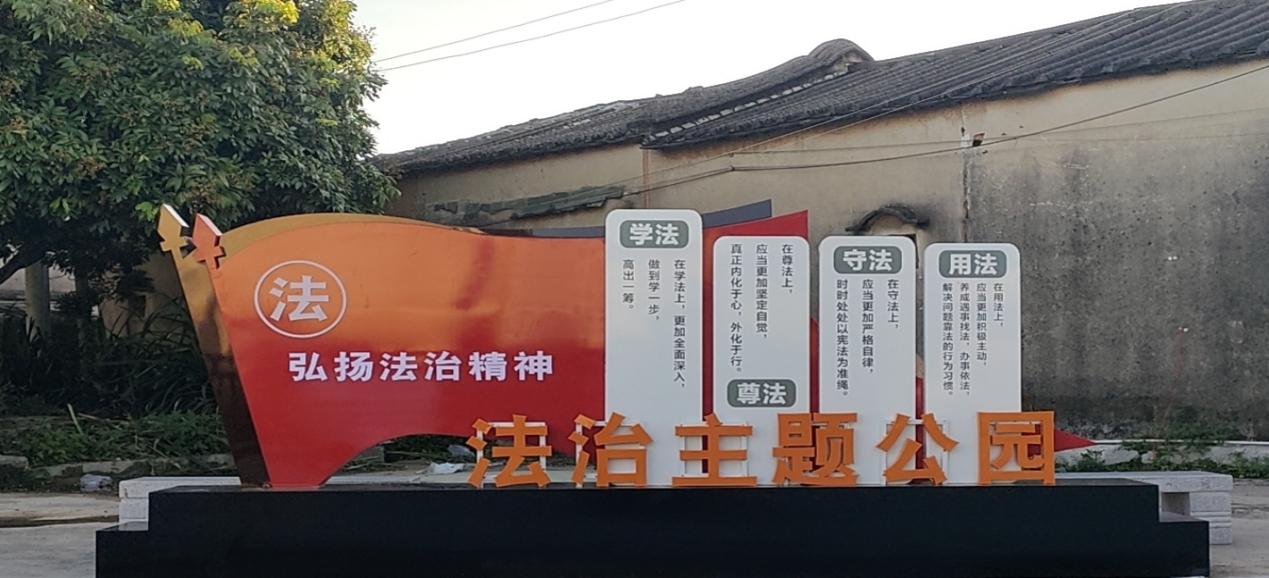 法
弘扬法治精神
学法
在学法上，更加全面深入，
做到学一步，
高出一筹。
在尊法上，
应当更加坚定自觉，
真正内化于心，外化于行。
尊法
守法
在守法上，
应当更加严格自律，
时时处处以宪法为准绳。
用法
在用法上，
应当更加积极主动，
养成遇事找法，办事依法，
解决问题靠法的行为习惯。
法治主题公园